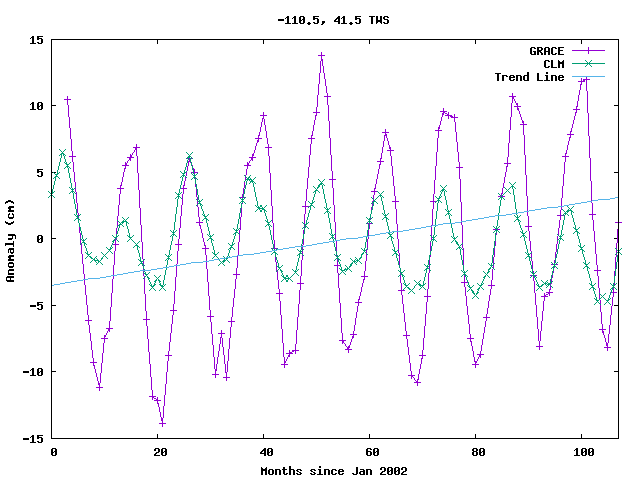 -110.5, 41.5 TWS
GRACE
CLM
Trend Line
15
10
5
0
-5
-10
-15
Anomaly (cm)
0 20 40 60 80 100
Months since Jan 2002